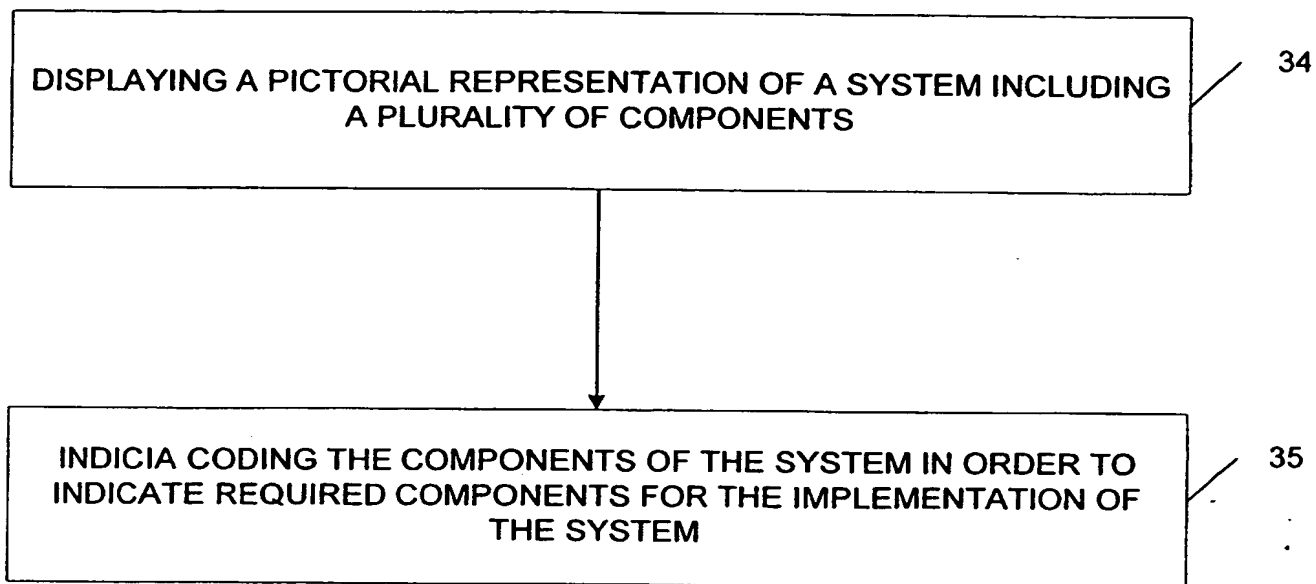 DISPLAYING A PICTORIAL REPRESENTATION OF A SYSTEM INCLUDING
A PLURALITY OF COMPONENTS
34
INDICIA CODING THE COMPONENTS OF THE SYSTEM IN ORDER TO
INDICATE REQUIRED COMPONENTS FOR THE IMPLEMENTATION OF
THE SYSTEM
35